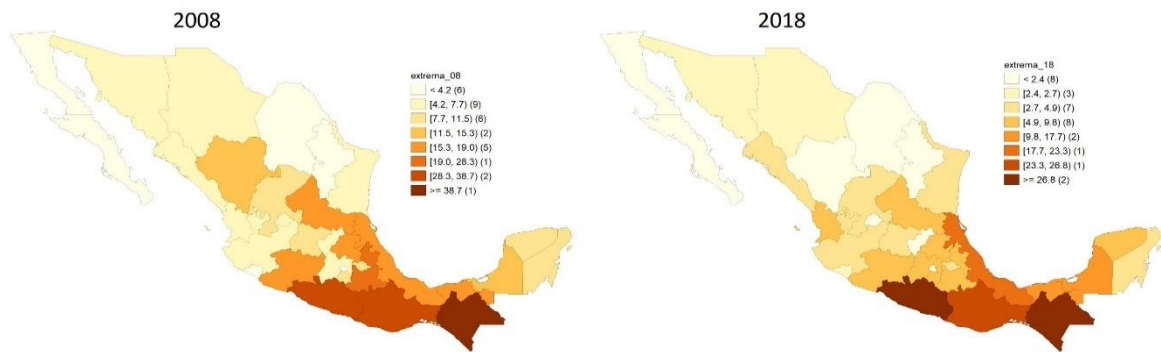 2008
extrema_08
< 4.2 (6)
[4.2, 7.7) (9)
[7.7, 11.5) (6)
[11.5, 15.3) (2)
[15.3, 19.0) (5)
[19.0, 28.3) (1)
[28.3, 38.7) (2)
>= 38.7 (1)
2018
extrema_18
< 2.4 (8)
[2.4, 2.7) (3)
[2.7, 4.9) (7)
[4.9, 9.8) (8)
[9.8, 17.7) (2)
[17.7, 23.3) (1)
[23.3, 26.8) (1)
>= 26.8 (2)